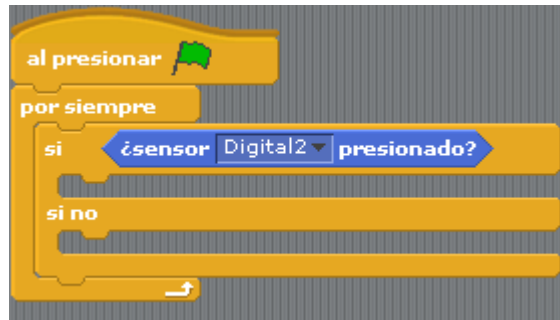 al presionar
por siempre
si ¿sensor Digital2 presionado?
si no